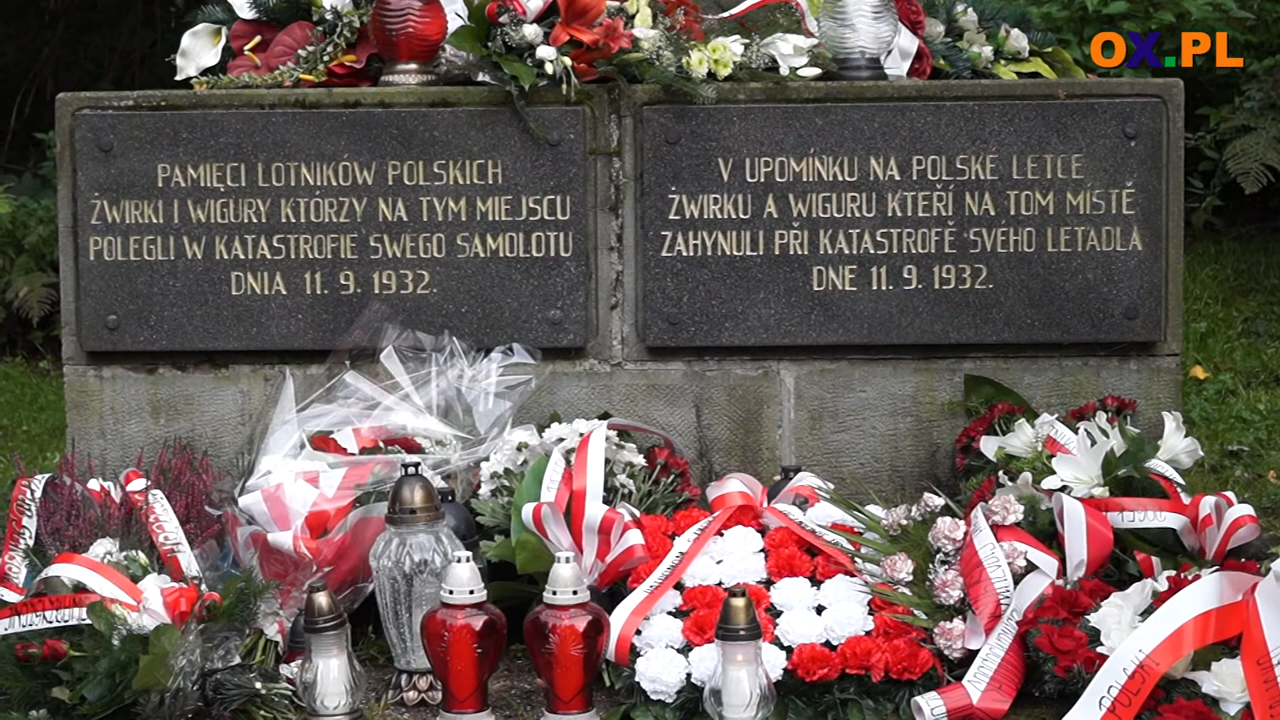 OX.PL
PAMIĘCI LOTNIKÓW POLSKICH
ŻWIRKI I WIGURY KTÓRZY NA TYM MIEJSCU
POLEGLI W KATASTROFIE SWEGO SAMOLOTU
DNIA 11. 9. 1932.
V UPOMÍNKU NA POLSKÉ LETCE
ŻWIRKU A WIGURU KTEŘÍ NA TOM MÍSTĚ
ZAHYNULI PŘI KATASTROFĚ SVÉHO LETADLA
DNE 11. 9. 1932.
POLSKI